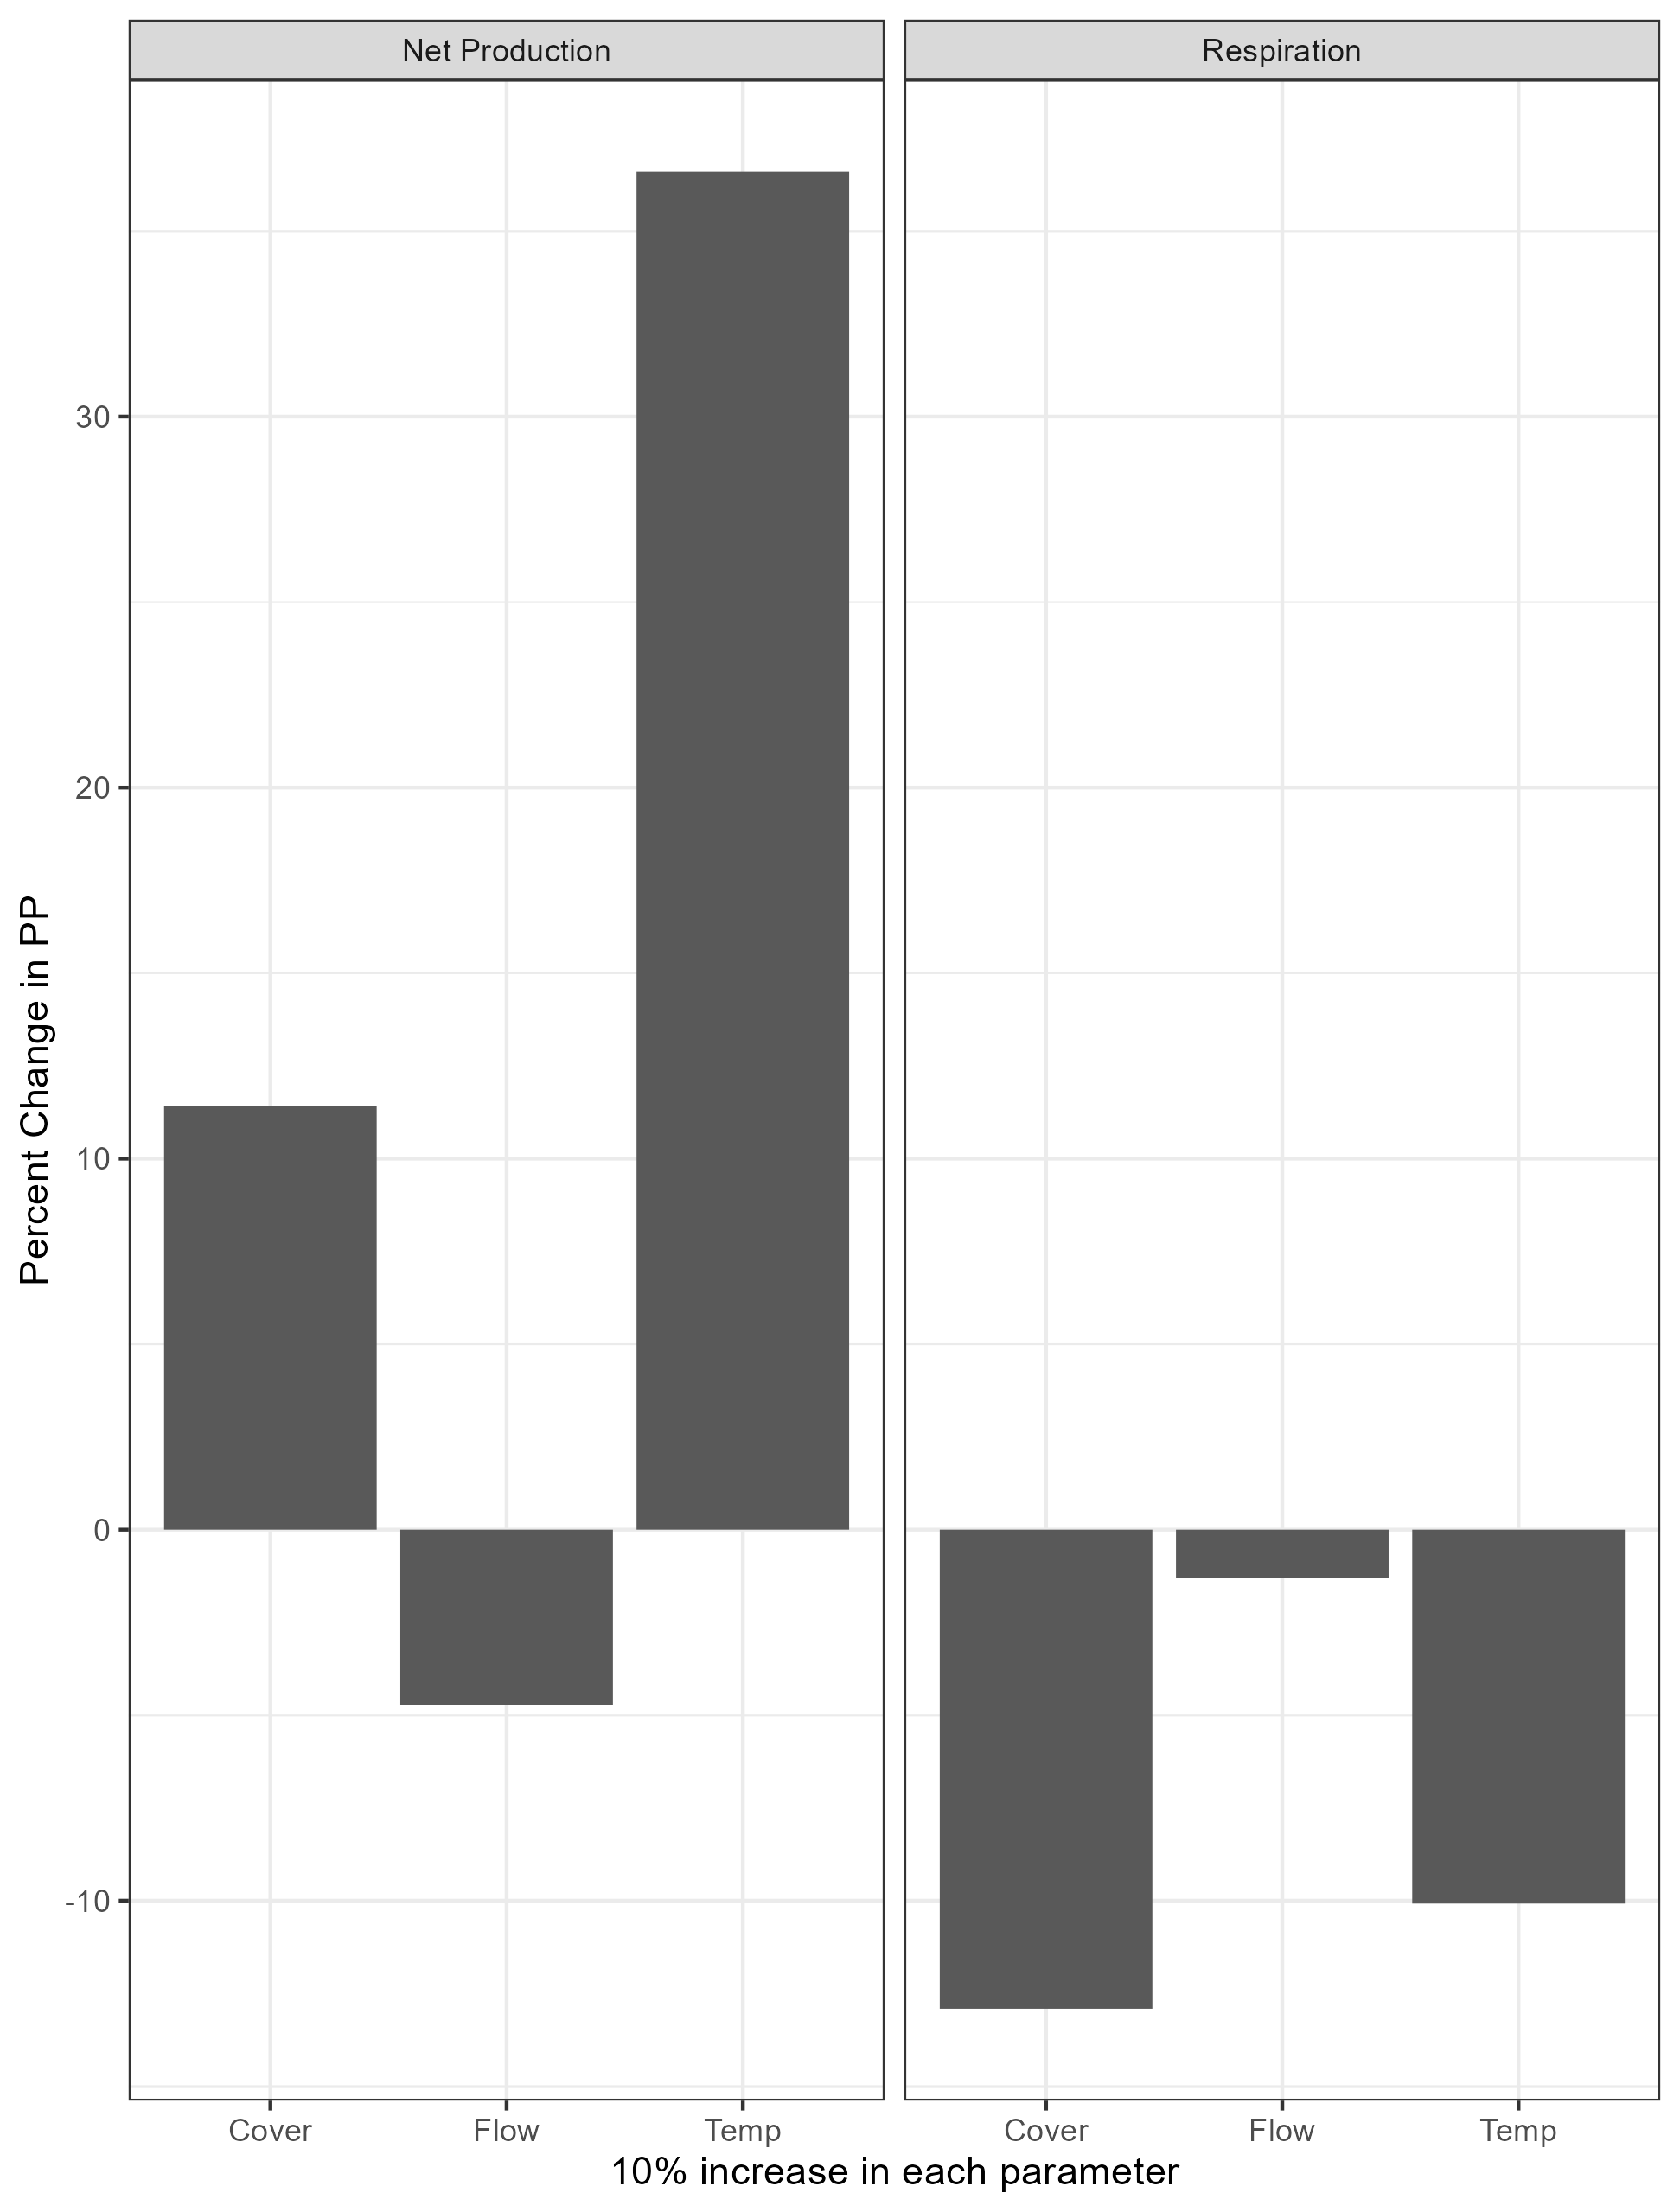 Net Production
Respiration
Percent Change in PP
30
20
10
0
-10
Cover
Flow
Temp
Cover
Flow
Temp
10% increase in each parameter